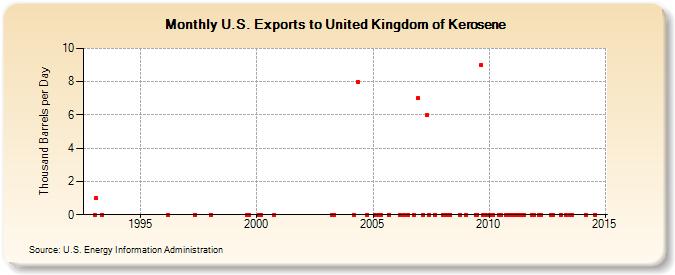 Monthly U.S. Exports to United Kingdom of Kerosene
Thousand Barrels per Day
10
8
6
4
2
0
1995 2000 2005 2010 2015
Source: U.S. Energy Information Administration